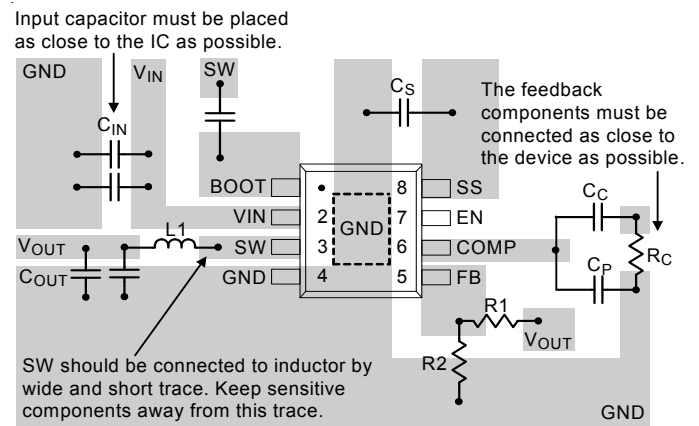 Input capacitor must be placed
as close to the IC as possible.
GND
VIN
SW
CS
The feedback
components must be
connected as close to
the device as possible.
CIN
BOOT
8
SS
CC
VIN
2
GND
7
EN
VOUT
L1
SW
3
6
COMP
RC
COUT
GND
4
5
FB
CP
R1
VOUT
R2
SW should be connected to inductor by
wide and short trace. Keep sensitive
components away from this trace.
GND